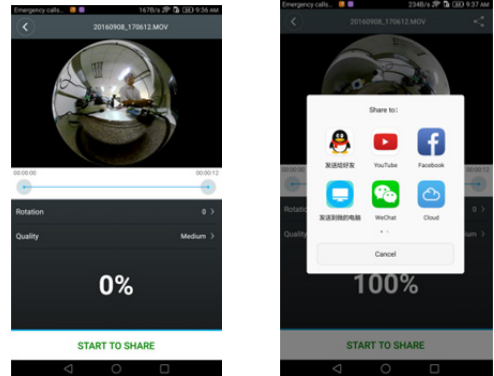 Emergency calls.. 167B/s 9:36 AM
20160908_170612.MOV
00:00:00 00:00:12
Rotation 0 >
Quality Medium >
0%
START TO SHARE
Emergency calls.. 234B/s 9:37 AM
20160908_170612.MOV
Share to:
发送给好友 YouTube Facebook
发送到我的电脑 WeChat Cloud
Cancel
100%
START TO SHARE